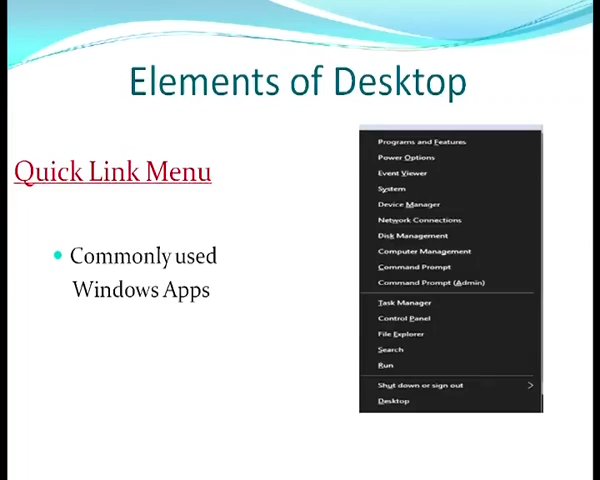 Elements of Desktop
Quick Link Menu
Commonly used
Windows Apps
Programs and Features
Power Options
Event Viewer
System
Device Manager
Network Connections
Disk Management
Computer Management
Command Prompt
Command Prompt (Admin)
Task Manager
Control Panel
File Explorer
Search
Run
Shut down or sign out
Desktop